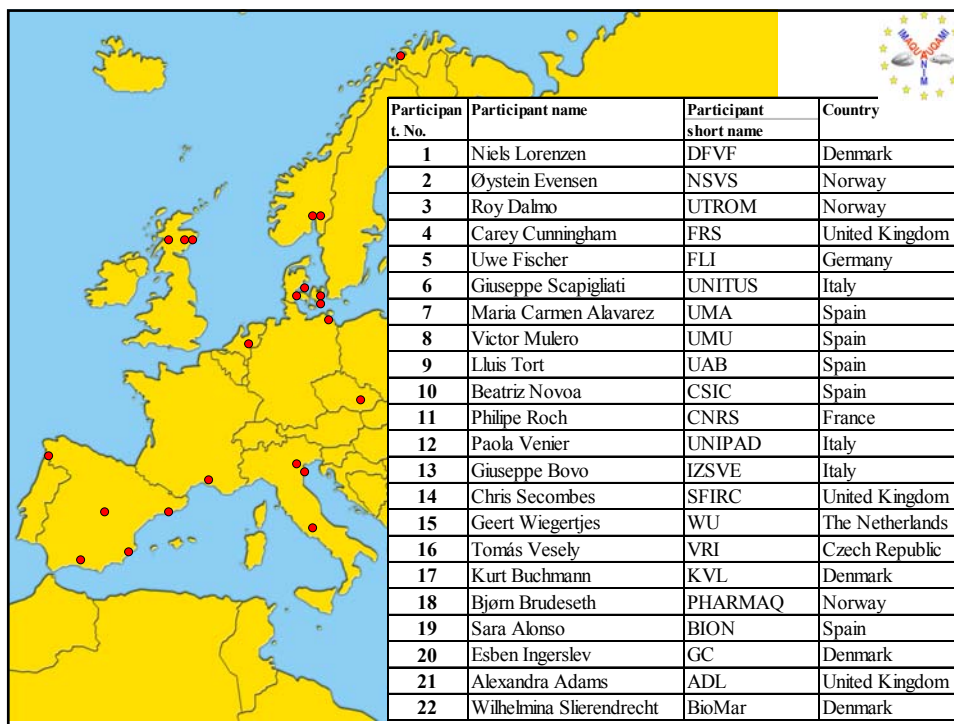 IMAQUANIM
Participan Participant name Participant Country
t. No. short name
1 Niels Lorenzen DFVF Denmark
2 Øystein Evensen NSVS Norway
3 Roy Dalmo UTROM Norway
4 Carey Cunningham FRS United Kingdom
5 Uwe Fischer FLI Germany
6 Giuseppe Scapigliati UNITUS Italy
7 Maria Carmen Alavarez UMA Spain
8 Victor Mulero UMU Spain
9 Lluis Tort UAB Spain
10 Beatriz Novoa CSIC Spain
11 Philipe Roch CNRS France
12 Paola Venier UNIPAD Italy
13 Giuseppe Bovo IZSVE Italy
14 Chris Secombes SFIRC United Kingdom
15 Geert Wiegertjes WU The Netherlands
16 Tomás Vesely VRI Czech Republic
17 Kurt Buchmann KVL Denmark
18 Bjørn Brudeseth PHARMAQ Norway
19 Sara Alonso BION Spain
20 Esben Ingerslev GC Denmark
21 Alexandra Adams ADL United Kingdom
22 Wilhelmina Slierendrecht BioMar Denmark